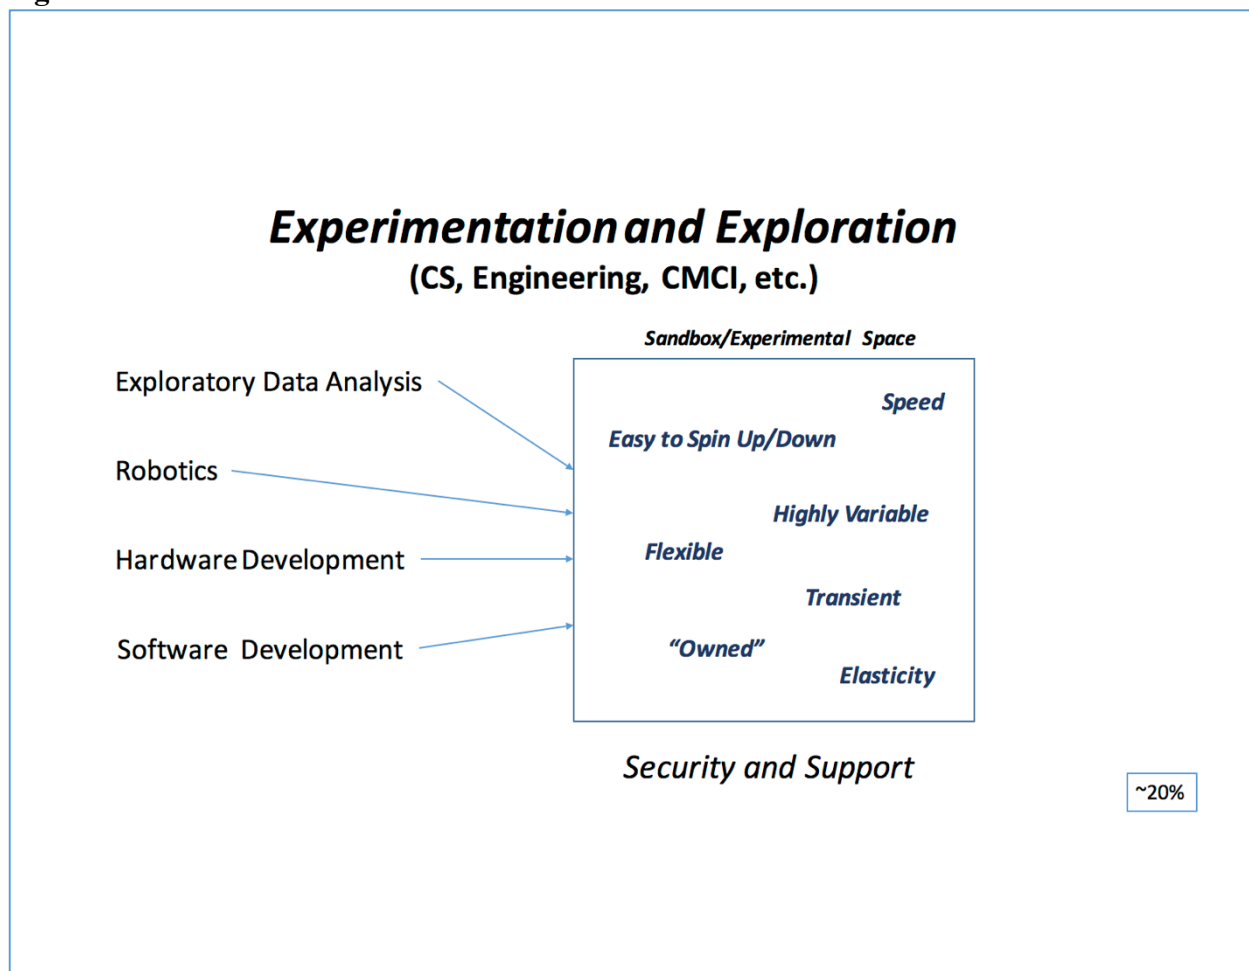 Experimentation and Exploration
(CS, Engineering, CMCI, etc.)
Sandbox/Experimental Space
Exploratory Data Analysis
Robotics
Hardware Development
Software Development
Speed
Easy to Spin Up/Down
Highly Variable
Flexible
Transient
“Owned”
Elasticity
Security and Support
~20%